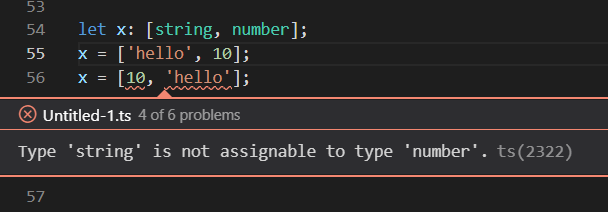 53
54 let x: [string, number];
55 x = ['hello', 10];
56 x = [10, 'hello'];
Untitled-1.ts 4 of 6 problems
Type 'string' is not assignable to type 'number'. ts(2322)
57